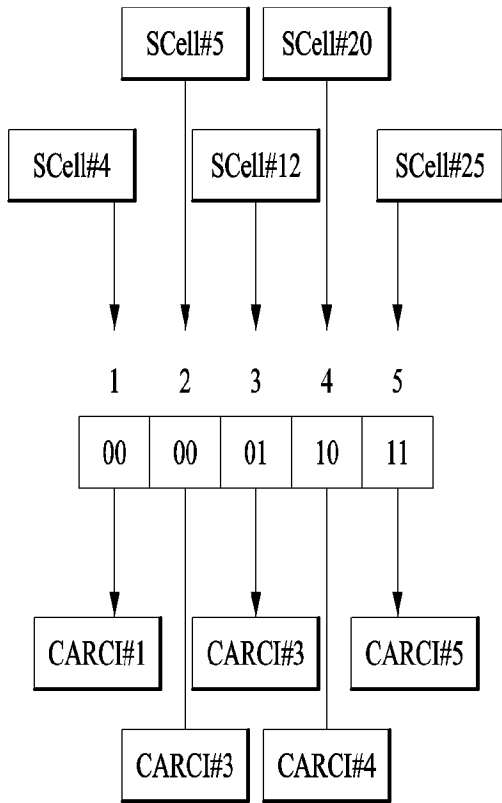 SCell#5 SCell#20
SCell#4 SCell#12 SCell#25
1 2 3 4 5
00 00 01 10 11
CARCI#1 CARCI#3 CARCI#5
CARCI#3 CARCI#4